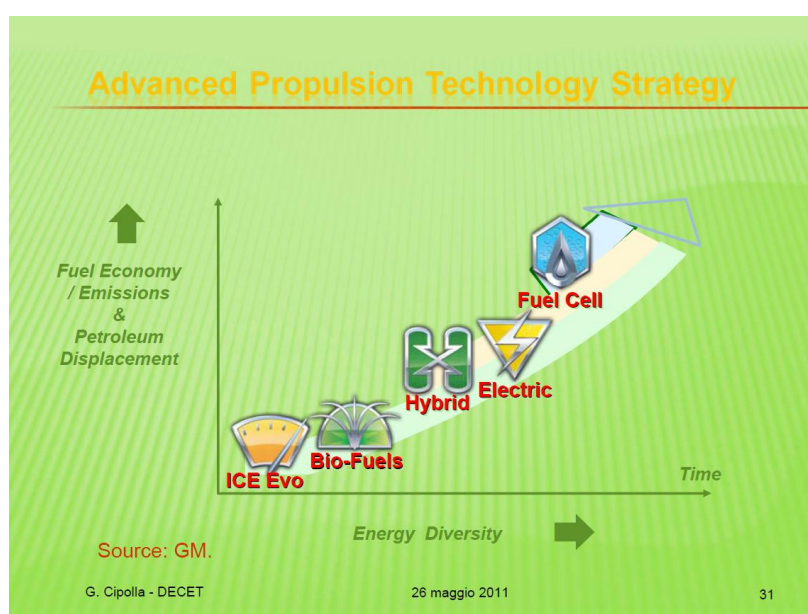 Advanced Propulsion Technology Strategy
Fuel Economy
/ Emissions
&
Petroleum
Displacement
Fuel Cell
Electric
Hybrid
Bio-Fuels
ICE Evo
Time
Energy Diversity
Source: GM.
G. Cipolla - DECET
26 maggio 2011
31